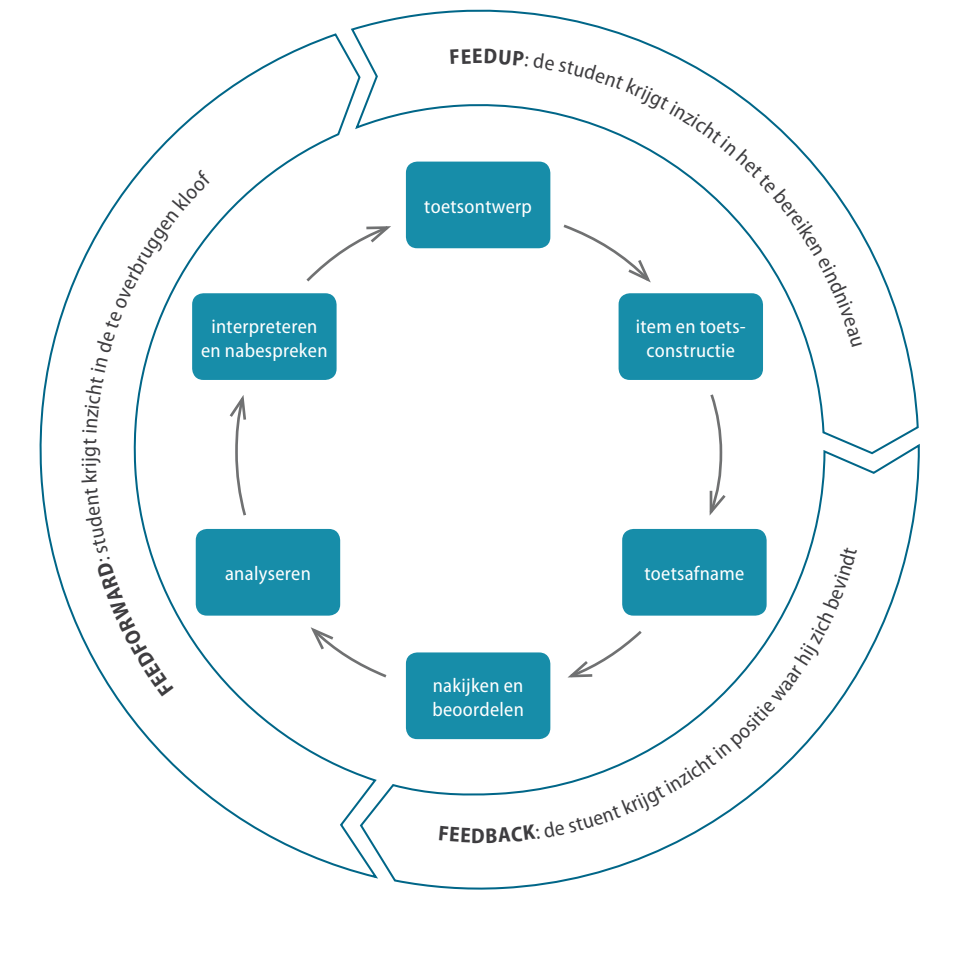 FEEDUP: de student krijgt inzicht in het te bereiken eindniveau
FEEDBACK: de stuent krijgt inzicht in positie waar hij zich bevindt
FEEDFORWARD: student krijgt inzicht in de te overbruggen kloof
toetsontwerp
item en toets-
constructie
toetsafname
nakijken en
beoordelen
analyseren
interpreteren
en nabespreken